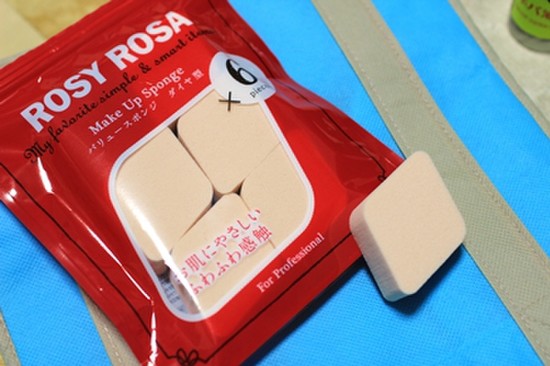 ROSY ROSA
My favorite simple & smart item
Make Up Sponge
バリュースポンジ ダイヤ型
× 6
pieces
お肌にやさしい
ふわふわ感触
For Professional